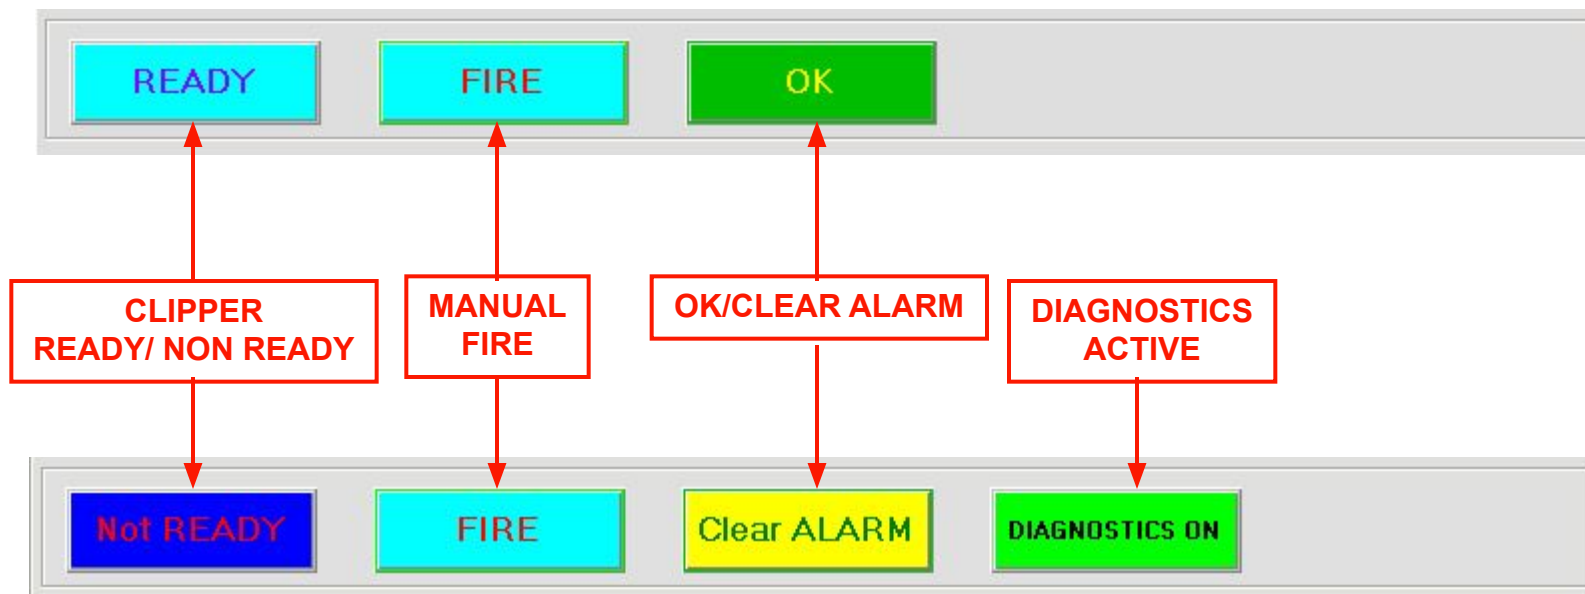 READY
FIRE
OK
CLIPPER
READY/ NON READY
MANUAL
FIRE
OK/CLEAR ALARM
DIAGNOSTICS
ACTIVE
Not READY
FIRE
Clear ALARM
DIAGNOSTICS ON